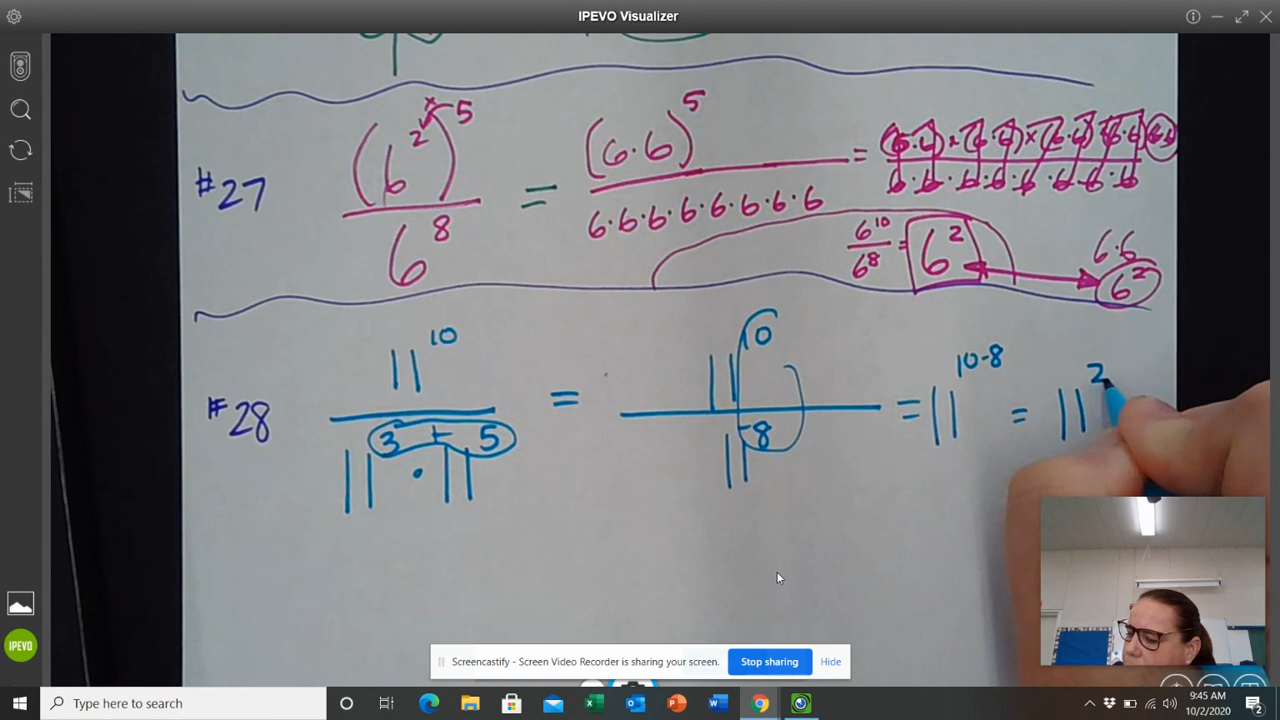 IPEVO Visualizer
#27 (6²)⁵ / 6⁸ = (6·6)⁵ / 6·6·6·6·6·6·6·6 =
6¹⁰ / 6⁸ = 6²
6·6
6²
#28 11¹⁰ / 11³ · 11⁵ = 11¹⁰ / 11⁸ = 11¹⁰⁻⁸ = 11²
Screencastify - Screen Video Recorder is sharing your screen.
Stop sharing
Hide
IPEVO
Type here to search
9:45 AM
10/2/2020
2